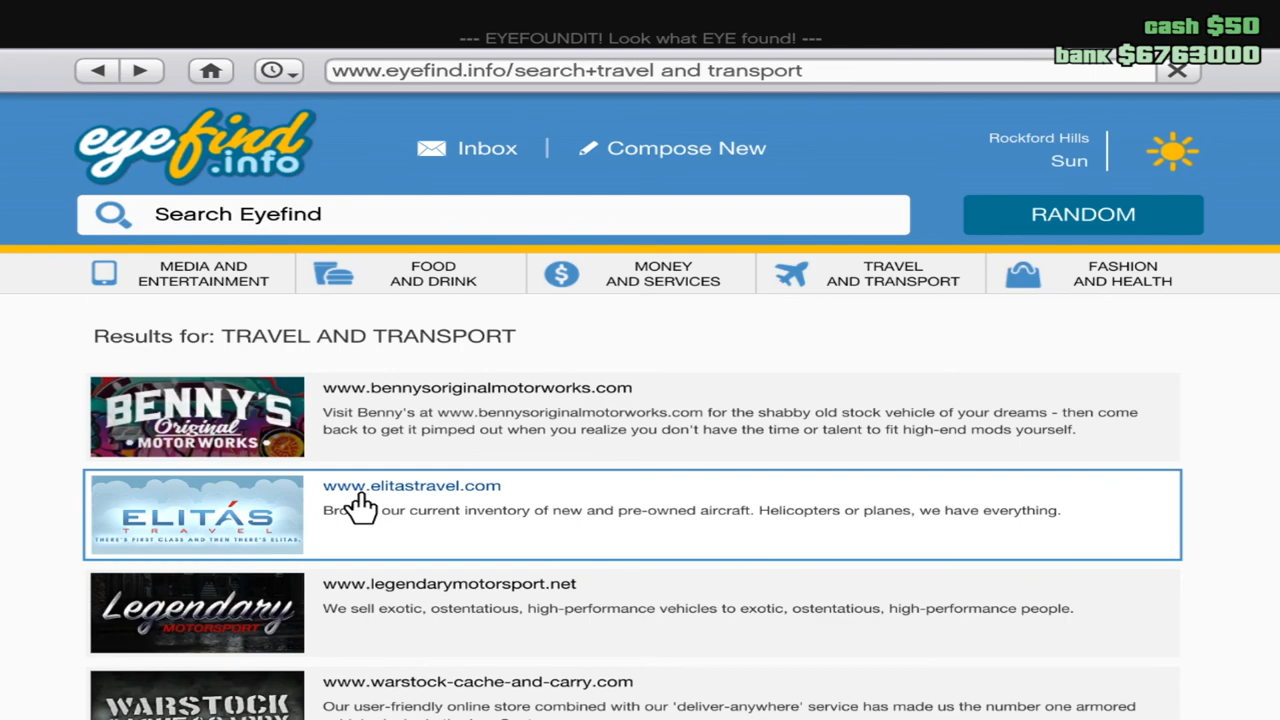 cash $50
--- EYEFOUNDIT! Look what EYE found! ---
bank $6763000
www.eyefind.info/search+travel and transport
eyefind
.info
Inbox
Compose New
Rockford Hills
Sun
Search Eyefind
RANDOM
MEDIA AND
ENTERTAINMENT
FOOD
AND DRINK
MONEY
AND SERVICES
TRAVEL
AND TRANSPORT
FASHION
AND HEALTH
Results for: TRAVEL AND TRANSPORT
BENNY'S
Original
MOTOR WORKS
www.bennysoriginalmotorworks.com
Visit Benny's at www.bennysoriginalmotorworks.com for the shabby old stock vehicle of your dreams - then come
back to get it pimped out when you realize you don't have the time or talent to fit high-end mods yourself.
ELITÁS
TRAVEL
THERE'S FIRST CLASS AND THEN THERE'S ELITAS.
www.elitastravel.com
our current inventory of new and pre-owned aircraft. Helicopters or planes, we have everything.
Legendary
MOTORSPORT
www.legendarymotorsport.net
We sell exotic, ostentatious, high-performance vehicles to exotic, ostentatious, high-performance people.
WARSTOCK
www.warstock-cache-and-carry.com
Our user-friendly online store combined with our 'deliver-anywhere' service has made us the number one armored